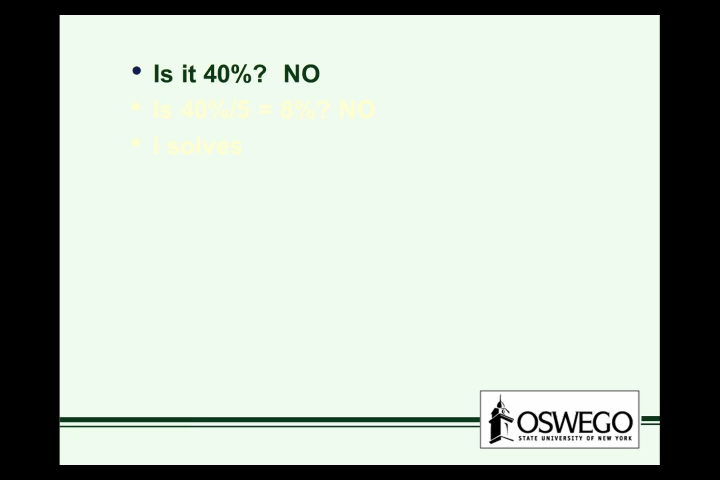 • Is it 40%? NO
• Is 40%/5 = 8%? NO
• i solves
OSWEGO
STATE UNIVERSITY OF NEW YORK